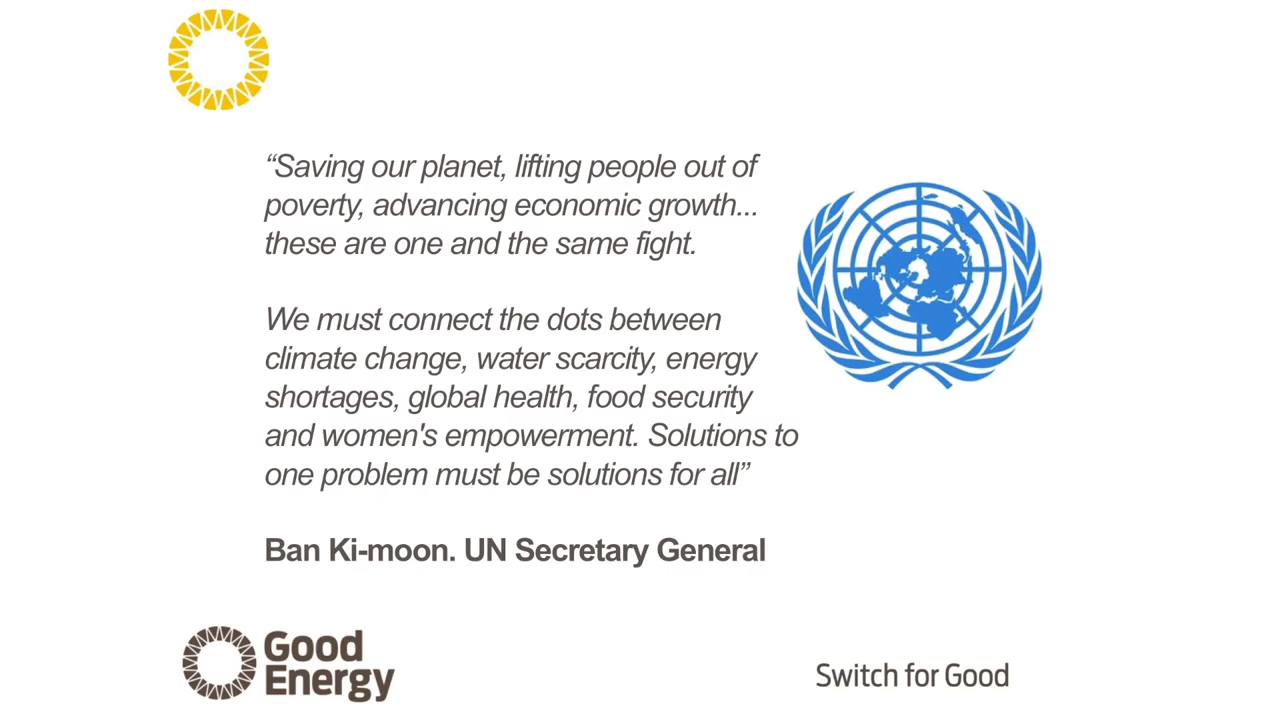 “Saving our planet, lifting people out of
poverty, advancing economic growth...
these are one and the same fight.
We must connect the dots between
climate change, water scarcity, energy
shortages, global health, food security
and women's empowerment. Solutions to
one problem must be solutions for all”
Ban Ki-moon. UN Secretary General
Good
Energy
Switch for Good